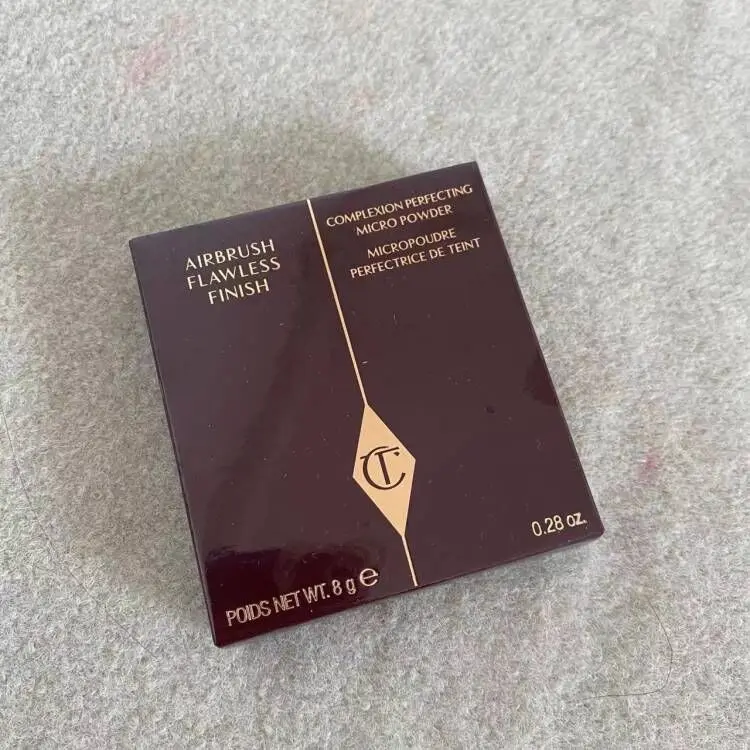 AIRBRUSH
FLAWLESS
FINISH
COMPLEXION PERFECTING
MICRO POWDER
MICROPOUDRE
PERFECTRICE DE TEINT
CT
POIDS NET WT. 8 g ℮
0.28 oz.